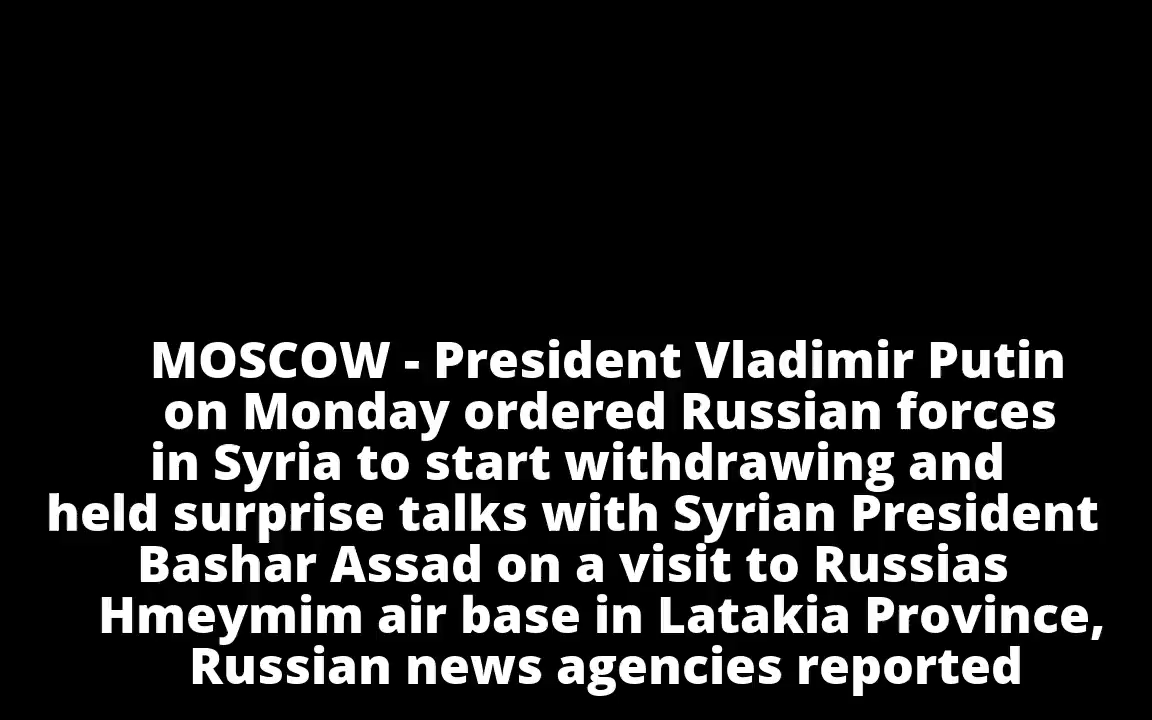 MOSCOW - President Vladimir Putin
on Monday ordered Russian forces
in Syria to start withdrawing and
held surprise talks with Syrian President
Bashar Assad on a visit to Russias
Hmeymim air base in Latakia Province,
Russian news agencies reported